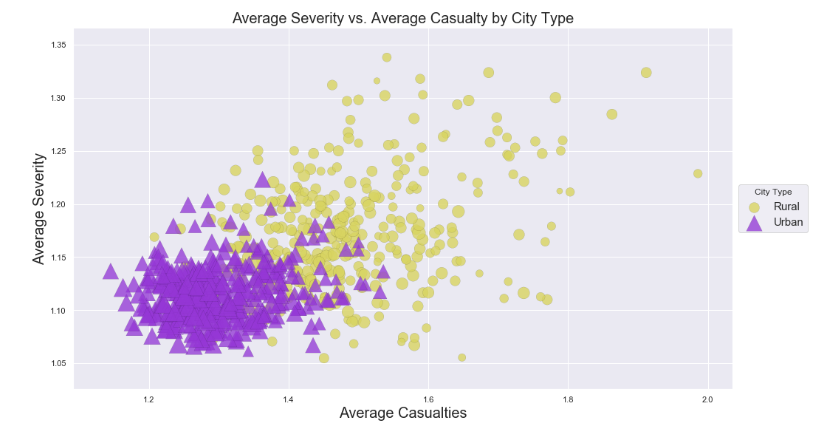 Average Severity vs. Average Casualty by City Type
1.35
1.30
1.25
1.20
1.15
1.10
1.05
Average Severity
1.2 1.4 1.6 1.8 2.0
Average Casualties
City Type
Rural
Urban